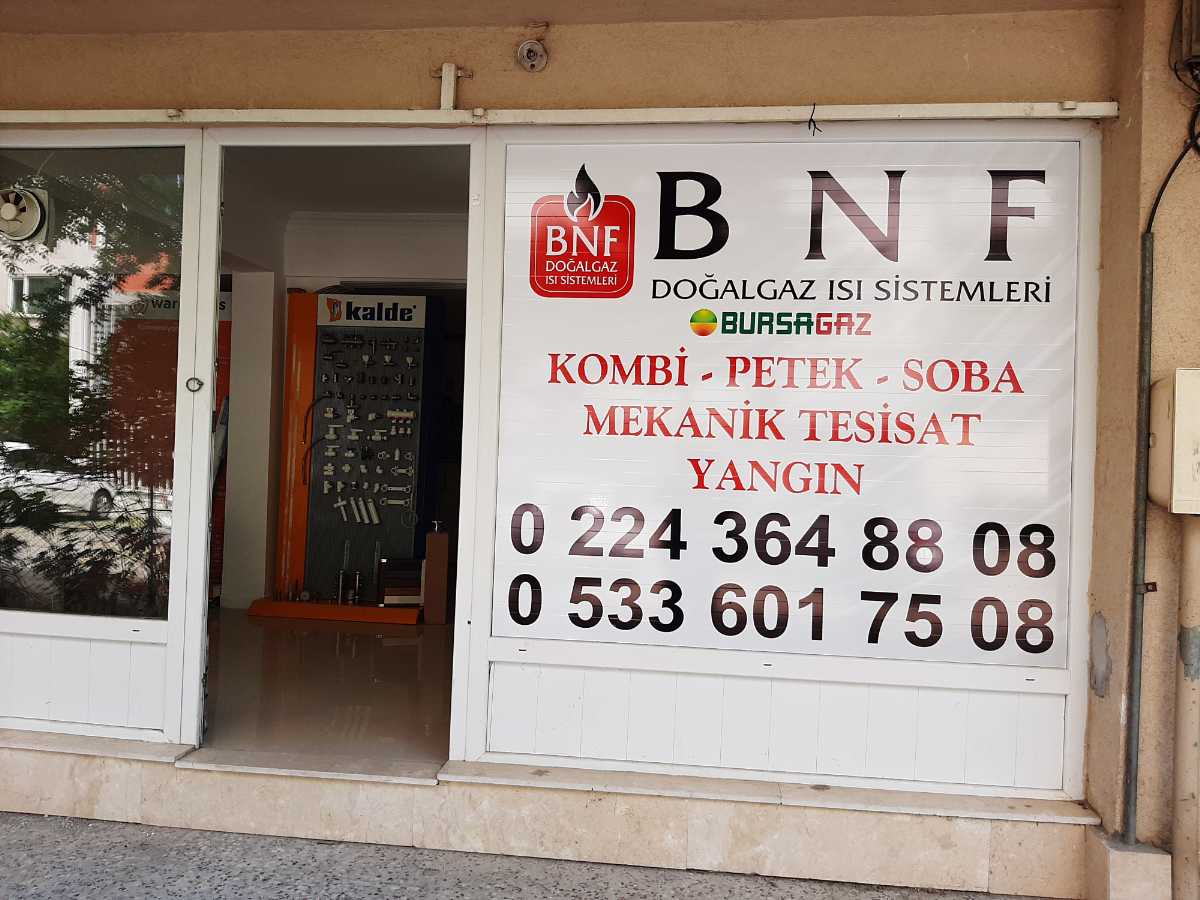 BNF
DOĞALGAZ
ISI SİSTEMLERİ
B N F
DOĞALGAZ ISI SİSTEMLERİ
BURSAGAZ
KOMBİ - PETEK - SOBA
MEKANİK TESİSAT
YANGIN
0 224 364 88 08
0 533 601 75 08
kalde